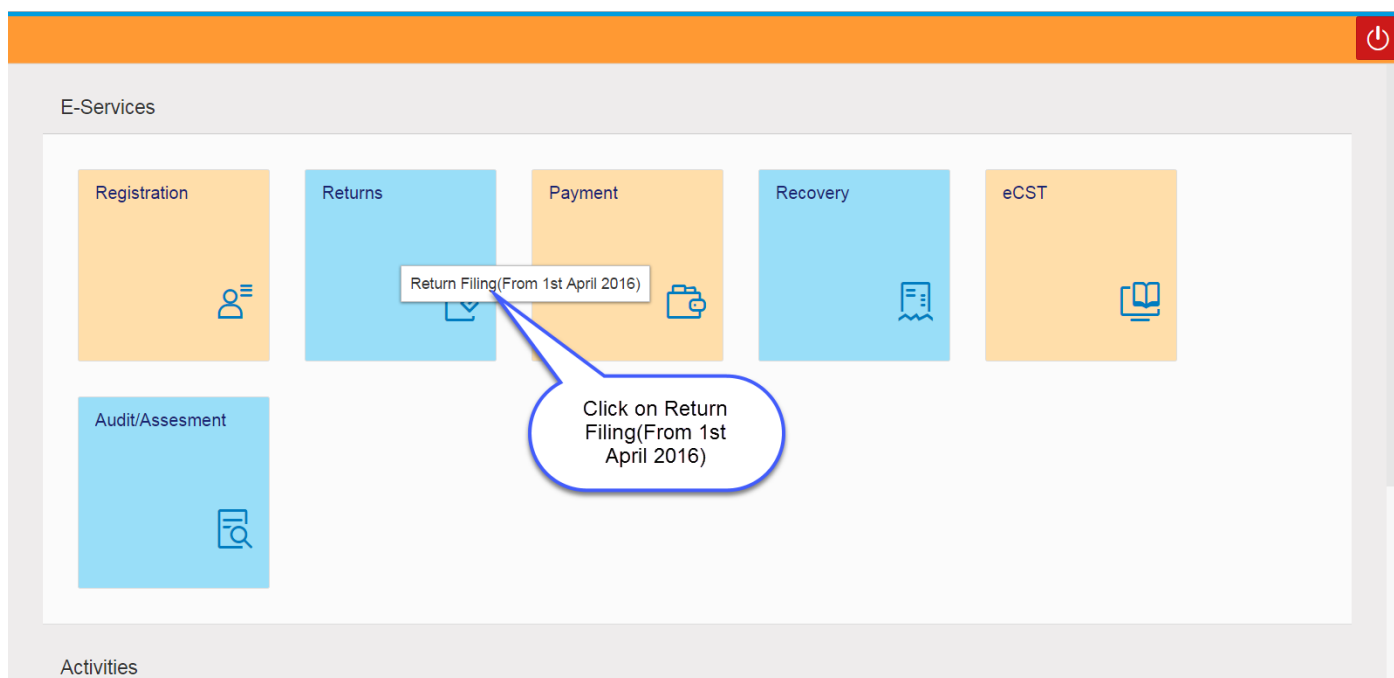 E-Services
Registration
Returns
Payment
Recovery
eCST
Return Filing(From 1st April 2016)
Click on Return
Filing(From 1st
April 2016)
Audit/Assesment
Activities